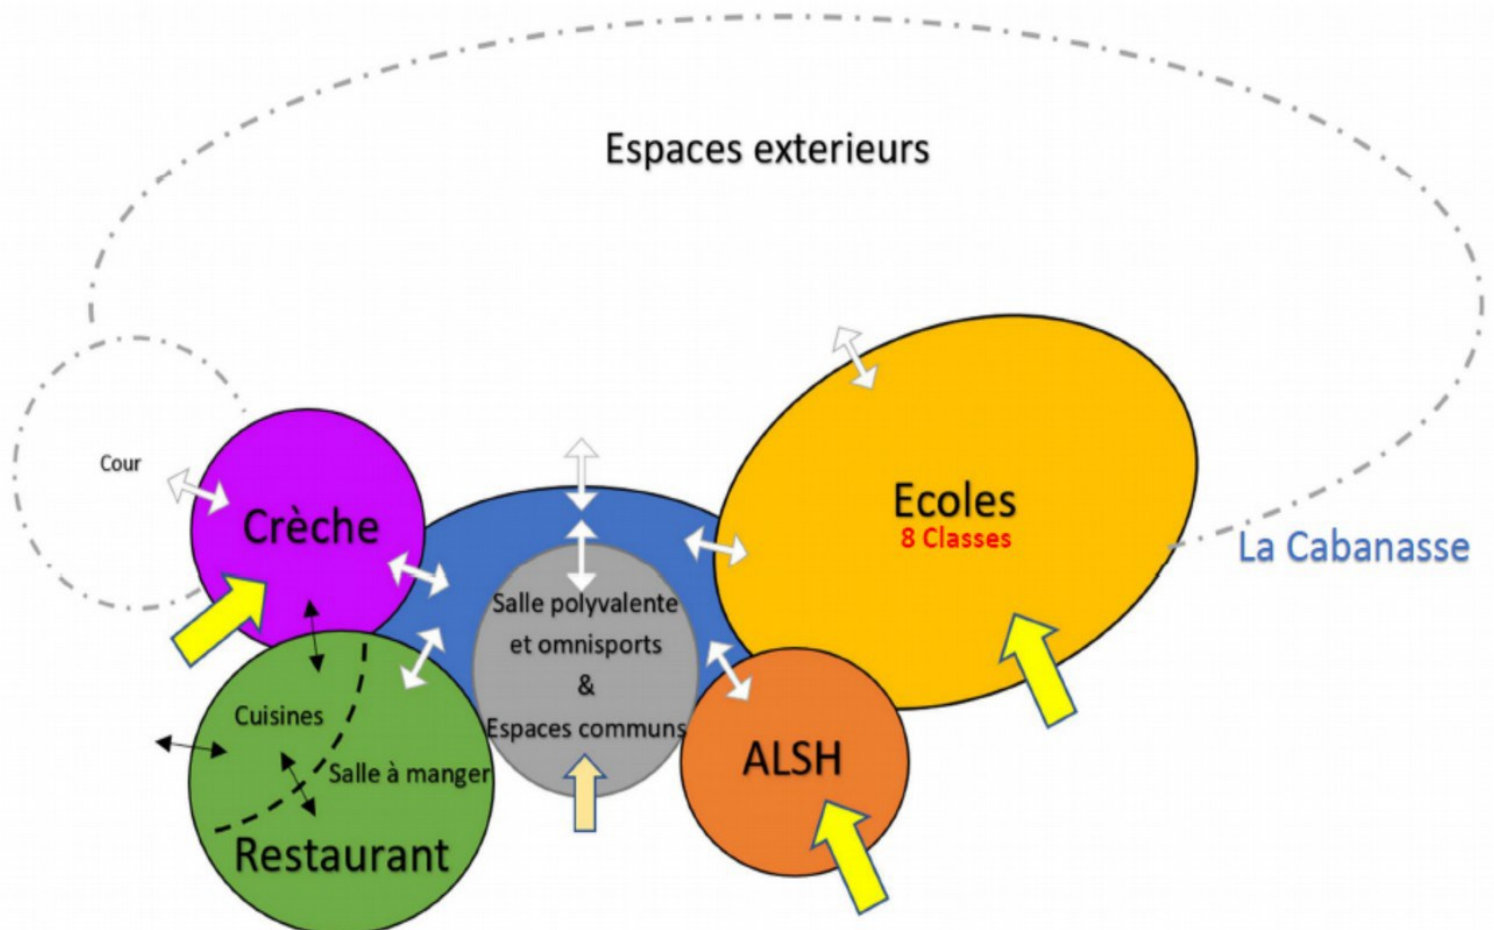 Espaces exterieurs
Cour
Crèche
Ecoles
8 Classes
La Cabanasse
Salle polyvalente
et omnisports
&
Espaces communs
Cuisines
Salle à manger
Restaurant
ALSH